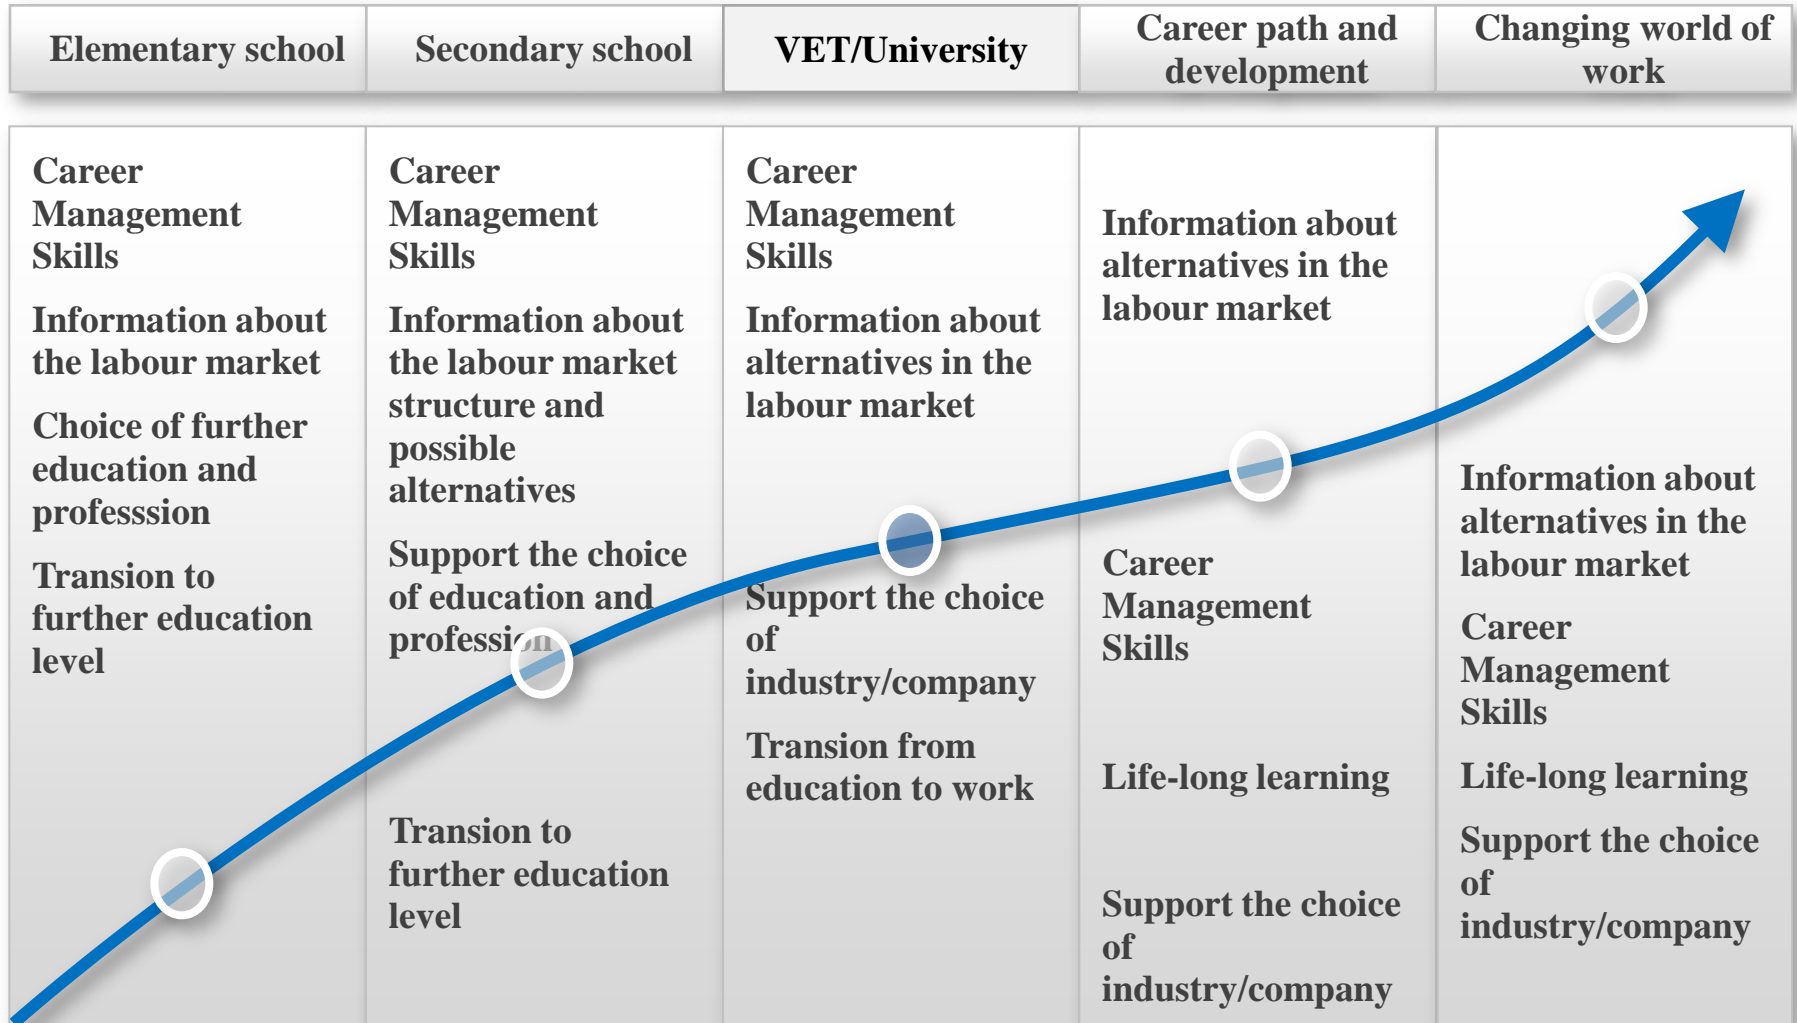 Elementary school
Secondary school
VET/University
Career path and
development
Changing world of
work
Career
Management
Skills
Information about
the labour market
Choice of further
education and
professsion
Transion to
further education
level
Career
Management
Skills
Information about
the labour market
structure and
possible
alternatives
Support the choice
of education and
profession
Transion to
further education
level
Career
Management
Skills
Information about
alternatives in the
labour market
Support the choice
of
industry/company
Transion from
education to work
Information about
alternatives in the
labour market
Career
Management
Skills
Life-long learning
Support the choice
of
industry/company
Information about
alternatives in the
labour market
Career
Management
Skills
Life-long learning
Support the choice
of
industry/company